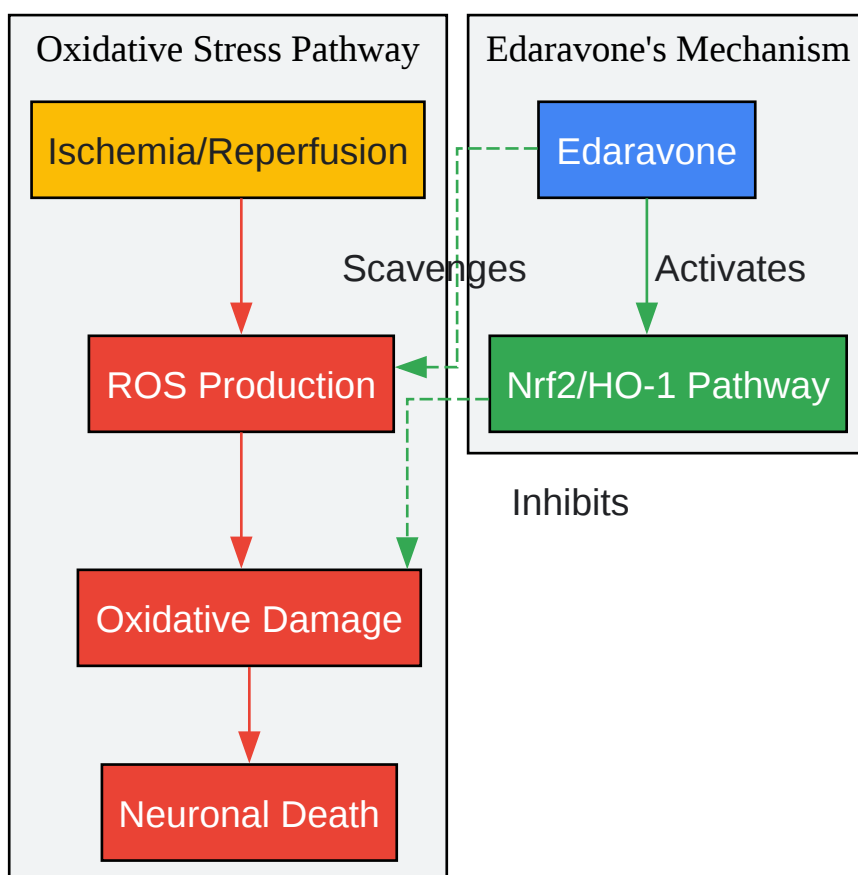 Oxidative Stress Pathway
Edaravone's Mechanism
Ischemia/Reperfusion
Edaravone
Scavenges
Activates
ROS Production
Nrf2/HO-1 Pathway
Inhibits
Oxidative Damage
Neuronal Death